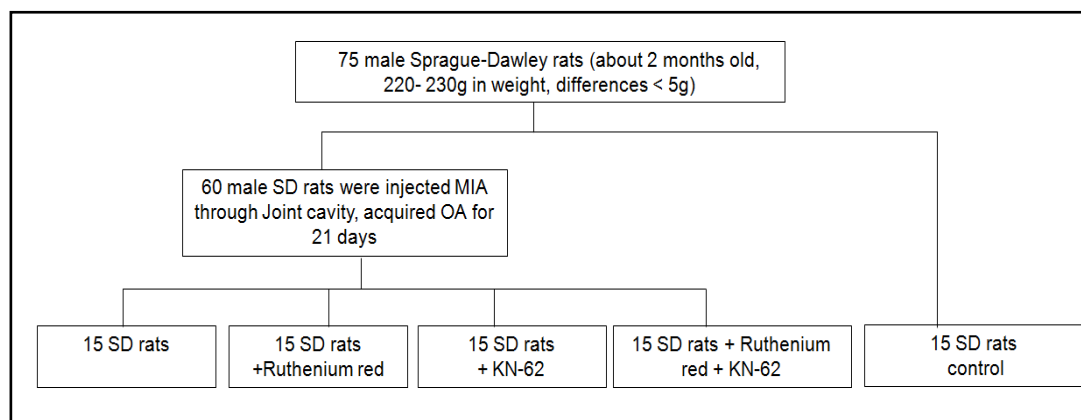 75 male Sprague-Dawley rats (about 2 months old,
220- 230g in weight, differences < 5g)
60 male SD rats were injected MIA
through Joint cavity, acquired OA for
21 days
15 SD rats
15 SD rats
+Ruthenium red
15 SD rats
+ KN-62
15 SD rats + Ruthenium
red + KN-62
15 SD rats
control